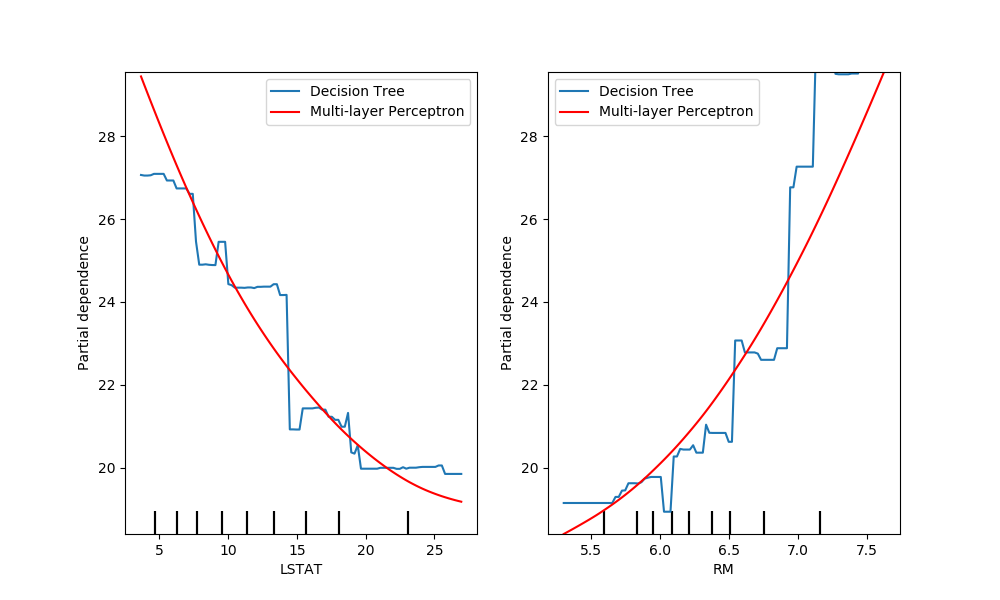 Decision Tree
Multi-layer Perceptron
Partial dependence
28
26
24
22
20
5 10 15 20 25
LSTAT
Decision Tree
Multi-layer Perceptron
Partial dependence
28
26
24
22
20
5.5 6.0 6.5 7.0 7.5
RM